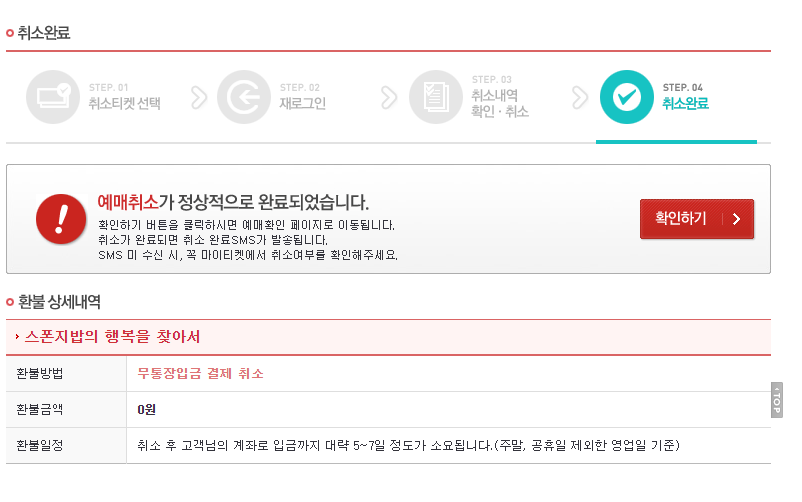 취소완료
STEP. 01
취소티켓 선택
STEP. 02
재로그인
STEP. 03
취소내역
확인 · 취소
STEP. 04
취소완료
예매취소가 정상적으로 완료되었습니다.
확인하기 버튼을 클릭하시면 예매확인 페이지로 이동됩니다.
취소가 완료되면 취소 완료SMS가 발송됩니다.
SMS 미 수신 시, 꼭 마이티켓에서 취소여부를 확인해주세요.
확인하기
환불 상세내역
스폰지밥의 행복을 찾아서
환불방법
무통장입금 결제 취소
환불금액
0원
환불일정
취소 후 고객님의 계좌로 입금까지 대략 5~7일 정도가 소요됩니다.(주말, 공휴일 제외한 영업일 기준)
TOP